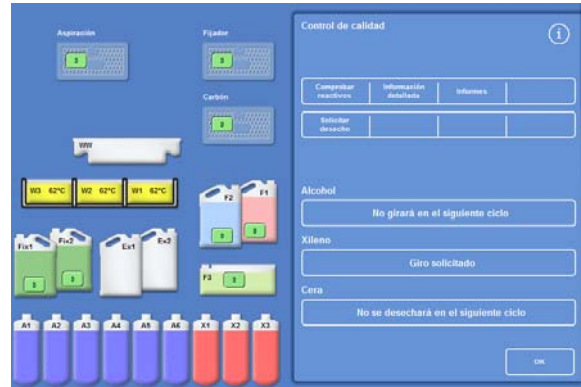 Aspiración
Fijador
Carbón
WW
W3 62°C
W2 62°C
W1 62°C
F2
F1
Fix1
Fix2
Ex1
Ex2
F3
A1
A2
A3
A4
A5
A6
X1
X2
X3
Control de calidad
i
Comprobar reactivos
Información detallada
Informes
Solicitar desecho
Alcohol
No girará en el siguiente ciclo
Xileno
Giro solicitado
Cera
No se desechará en el siguiente ciclo
OK